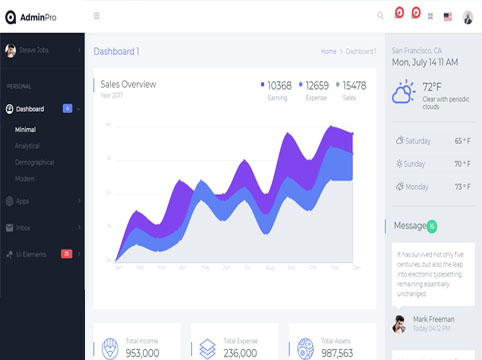 AdminPro
Steave Jobs
PERSONAL
Dashboard
Minimal
Analytical
Demographical
Modern
Apps
Inbox
Ui Elements
25
Dashboard 1
Home > Dashboard 1
Sales Overview
Year 2017
10368
Earning
12659
Expense
15478
Sales
Jan Feb Mar Apr May Jun Jul Aug Sep Oct Nov Dec
Total Income
953,000
Total Expense
236,000
Total Assets
987,563
San Francisco, CA
Mon, July 14 11 AM
72°F
Clear with periodic
clouds
Saturday 65 ° F
Sunday 70 ° F
Monday 73 ° F
Message
It has survived not only five
centuries, but also the leap
into electronic typesetting,
remaining essentially
unchanged.
Mark Freeman
Today 04:12 PM